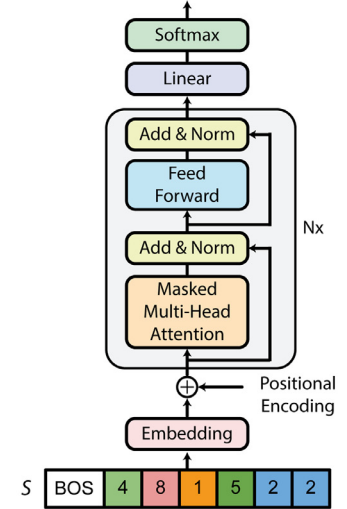 Softmax
Linear
Add & Norm
Feed
Forward
Nx
Add & Norm
Masked
Multi-Head
Attention
Positional
Encoding
Embedding
S BOS 4 8 1 5 2 2